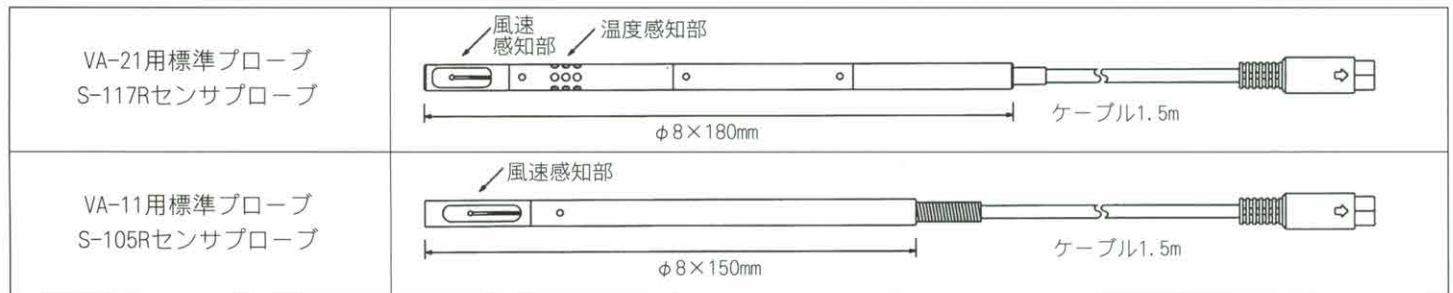 VA-21用標準プローブ
S-117Rセンサプローブ
風速
感知部
温度感知部
φ8×180mm
ケーブル1.5m
VA-11用標準プローブ
S-105Rセンサプローブ
風速感知部
φ8×150mm
ケーブル1.5m